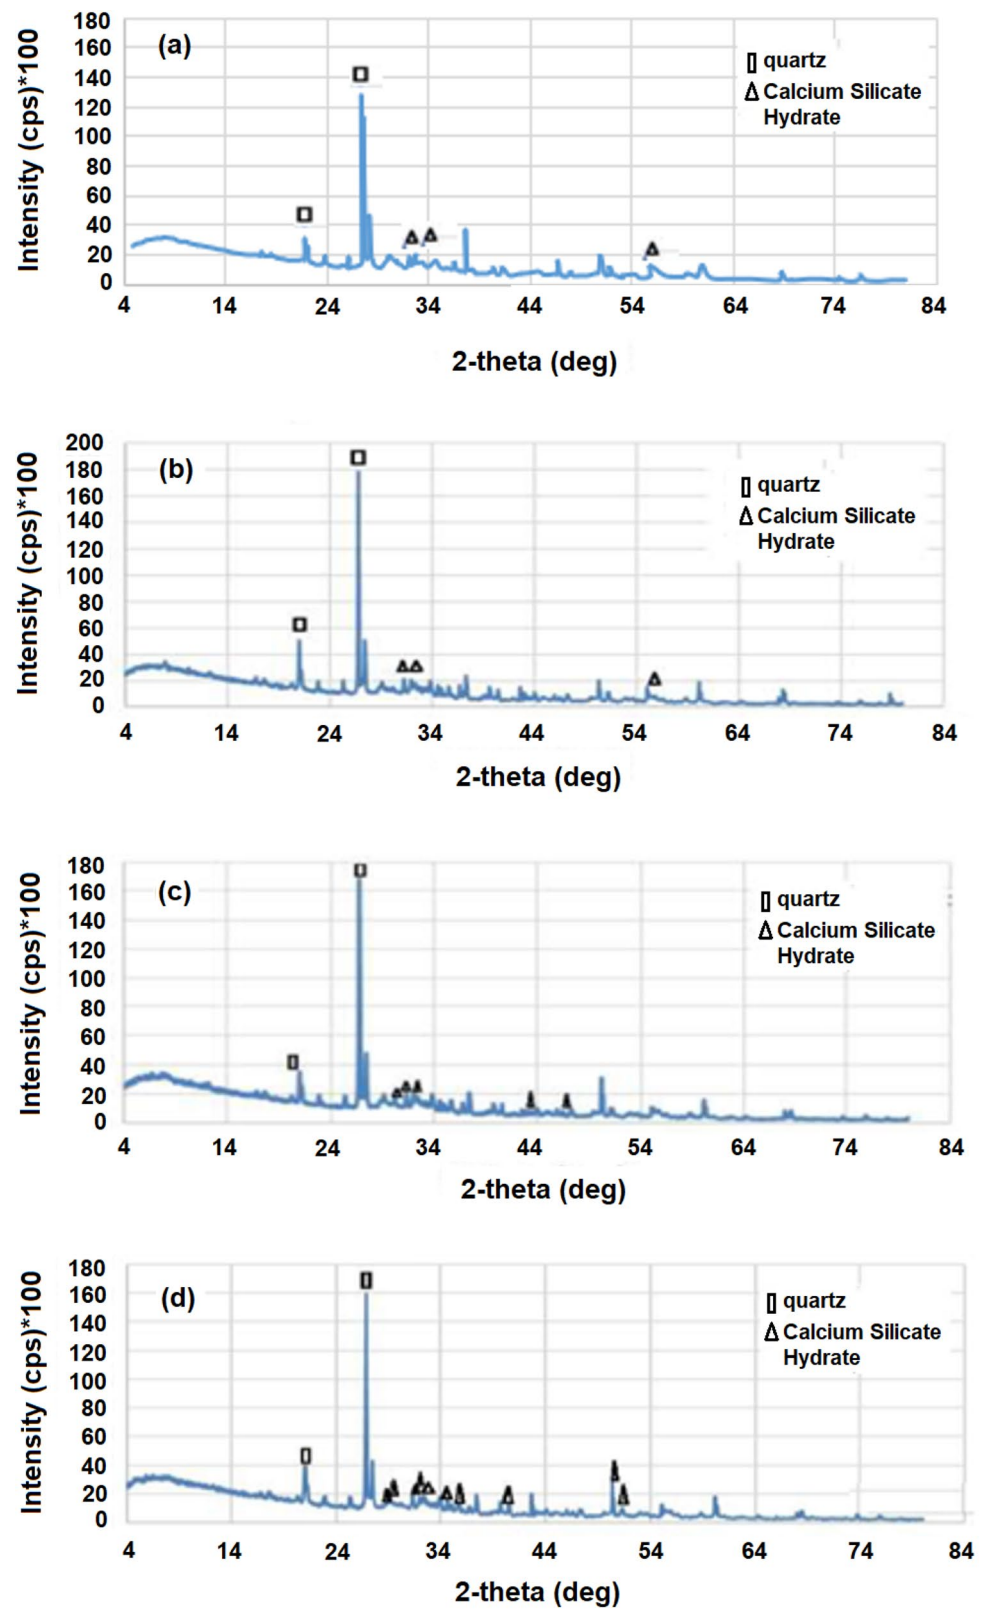 (a)
quartz
Calcium Silicate
Hydrate
Intensity (cps)*100
180
160
140
120
100
80
60
40
20
0
4 14 24 34 44 54 64 74 84
2-theta (deg)
(b)
quartz
Calcium Silicate
Hydrate
Intensity (cps)*100
200
180
160
140
120
100
80
60
40
20
0
4 14 24 34 44 54 64 74 84
2-theta (deg)
(c)
quartz
Calcium Silicate
Hydrate
Intensity (cps)*100
180
160
140
120
100
80
60
40
20
0
4 14 24 34 44 54 64 74 84
2-theta (deg)
(d)
quartz
Calcium Silicate
Hydrate
Intensity (cps)*100
180
160
140
120
100
80
60
40
20
0
4 14 24 34 44 54 64 74 84
2-theta (deg)